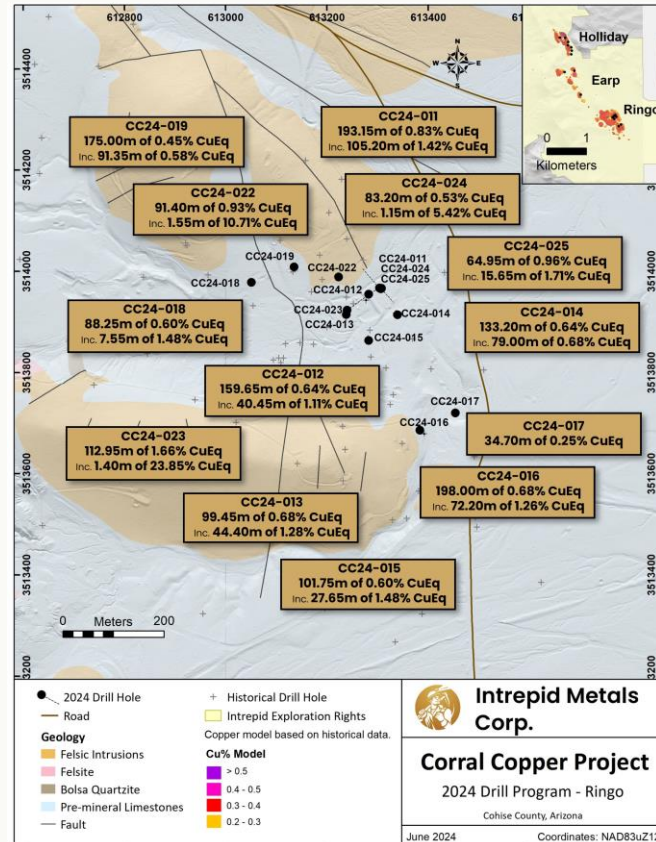 612800
613000
613200
613400
3514400
3514200
3514000
3513800
3513600
3513400
3514000
3513800
3513600
3513400
N
W
E
S
Holliday
Earp
Ringo
0
1
Kilometers
CC24-019
175.00m of 0.45% CuEq
Inc. 91.35m of 0.58% CuEq
CC24-011
193.15m of 0.83% CuEq
Inc. 105.20m of 1.42% CuEq
CC24-022
91.40m of 0.93% CuEq
Inc. 1.55m of 10.71% CuEq
CC24-024
83.20m of 0.53% CuEq
Inc. 1.15m of 5.42% CuEq
CC24-025
64.95m of 0.96% CuEq
Inc. 15.65m of 1.71% CuEq
CC24-018
88.25m of 0.60% CuEq
Inc. 7.55m of 1.48% CuEq
CC24-014
133.20m of 0.64% CuEq
Inc. 79.00m of 0.68% CuEq
CC24-012
159.65m of 0.64% CuEq
Inc. 40.45m of 1.11% CuEq
CC24-023
112.95m of 1.66% CuEq
Inc. 1.40m of 23.85% CuEq
CC24-017
34.70m of 0.25% CuEq
CC24-016
198.00m of 0.68% CuEq
Inc. 72.20m of 1.26% CuEq
CC24-013
99.45m of 0.68% CuEq
Inc. 44.40m of 1.28% CuEq
CC24-015
101.75m of 0.60% CuEq
Inc. 27.65m of 1.48% CuEq
CC24-019
CC24-018
CC24-022
CC24-011
CC24-024
CC24-025
CC24-012
CC24-023
CC24-013
CC24-014
CC24-015
CC24-017
CC24-016
0
Meters
200
2024 Drill Hole
Road
Geology
Felsic Intrusions
Felsite
Bolsa Quartzite
Pre-mineral Limestones
Fault
Historical Drill Hole
Intrepid Exploration Rights
Copper model based on historical data.
Cu% Model
> 0.5
0.4 - 0.5
0.3 - 0.4
0.2 - 0.3
Intrepid Metals
Corp.
Corral Copper Project
2024 Drill Program - Ringo
Cohise County, Arizona
June 2024
Coordinates: NAD83uZ12